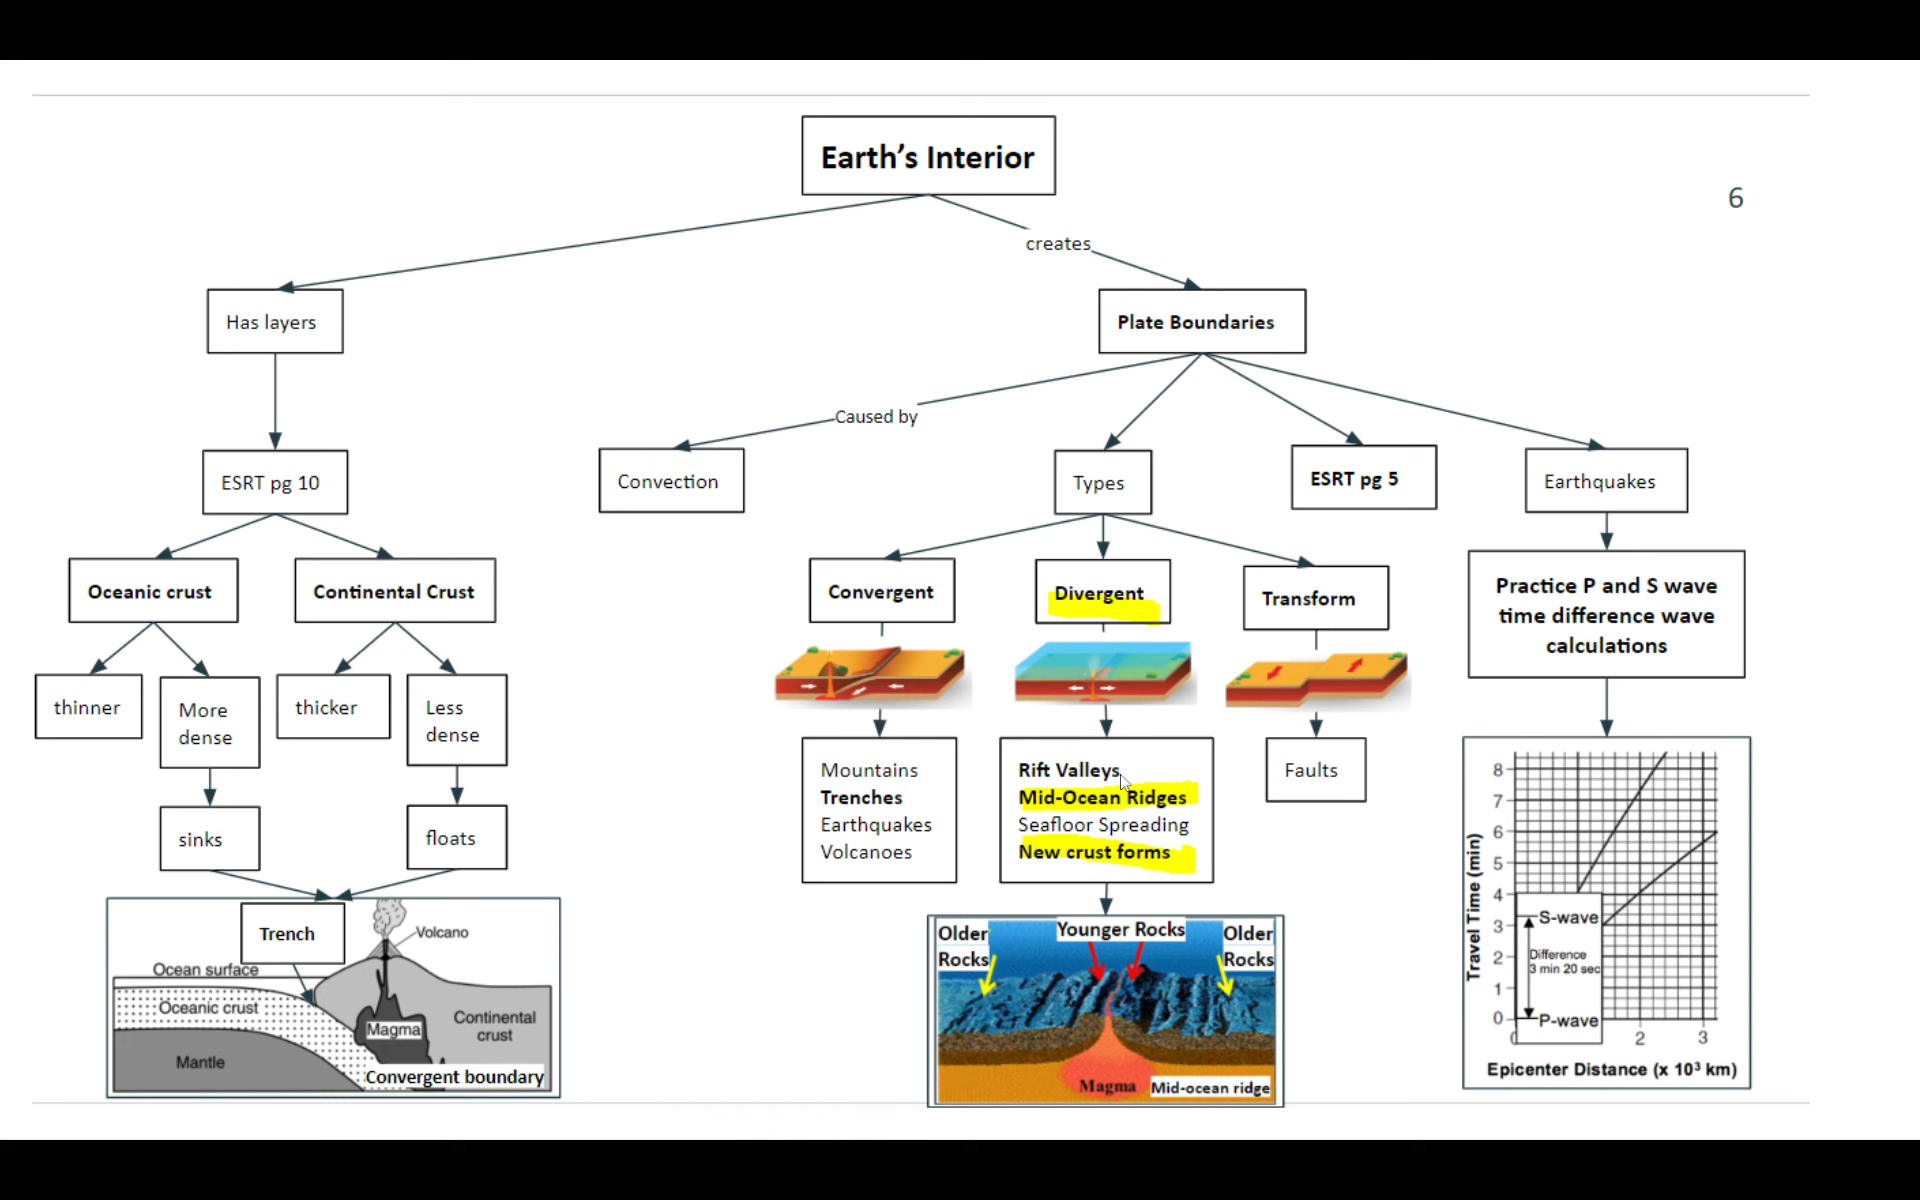 Earth's Interior
6
creates
Has layers
Plate Boundaries
Caused by
ESRT pg 10
Convection
Types
ESRT pg 5
Earthquakes
Oceanic crust
Continental Crust
Convergent
Divergent
Transform
Practice P and S wave
time difference wave
calculations
thinner
More
dense
thicker
Less
dense
sinks
floats
Mountains
Trenches
Earthquakes
Volcanoes
Rift Valleys
Mid-Ocean Ridges
Seafloor Spreading
New crust forms
Faults
Trench
Volcano
Ocean surface
Oceanic crust
Magma
Continental
crust
Mantle
Convergent boundary
Older
Rocks
Younger Rocks
Older
Rocks
Magma
Mid-ocean ridge
Travel Time (min)
8
7
6
5
4
3
2
1
0
S-wave
Difference
3 min 20 sec
P-wave
2
3
Epicenter Distance (x 10³ km)